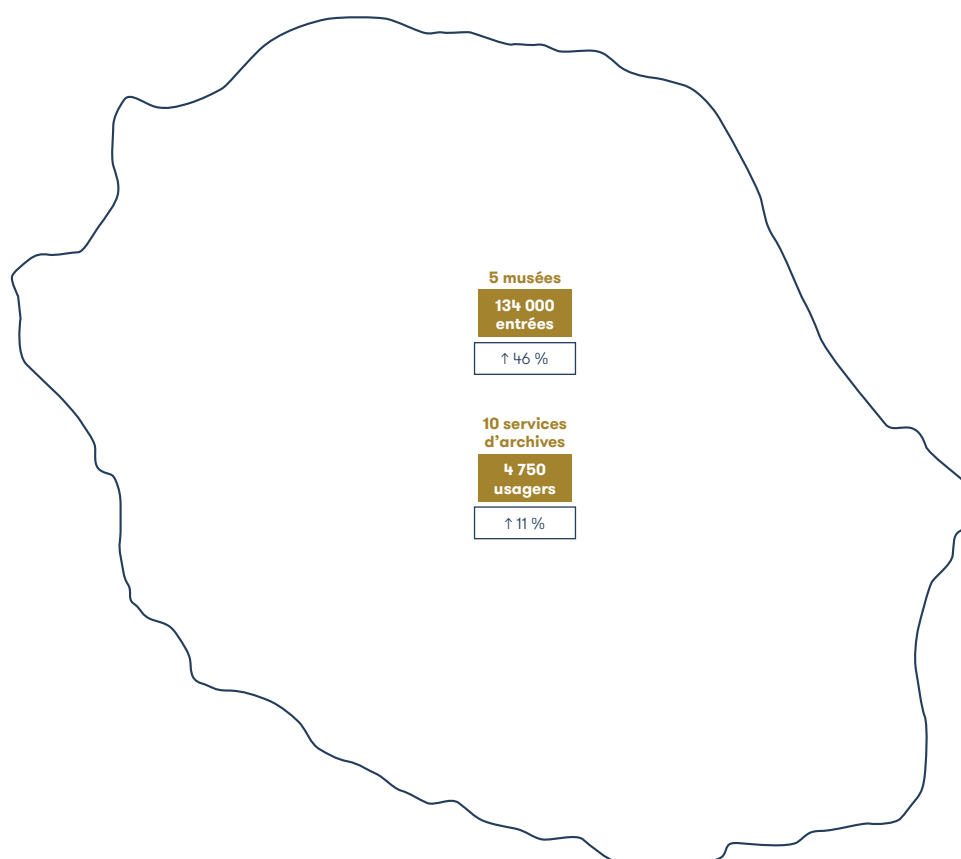 5 musées
134 000
entrées
↑ 46 %
10 services
d'archives
4 750
usagers
↑ 11 %